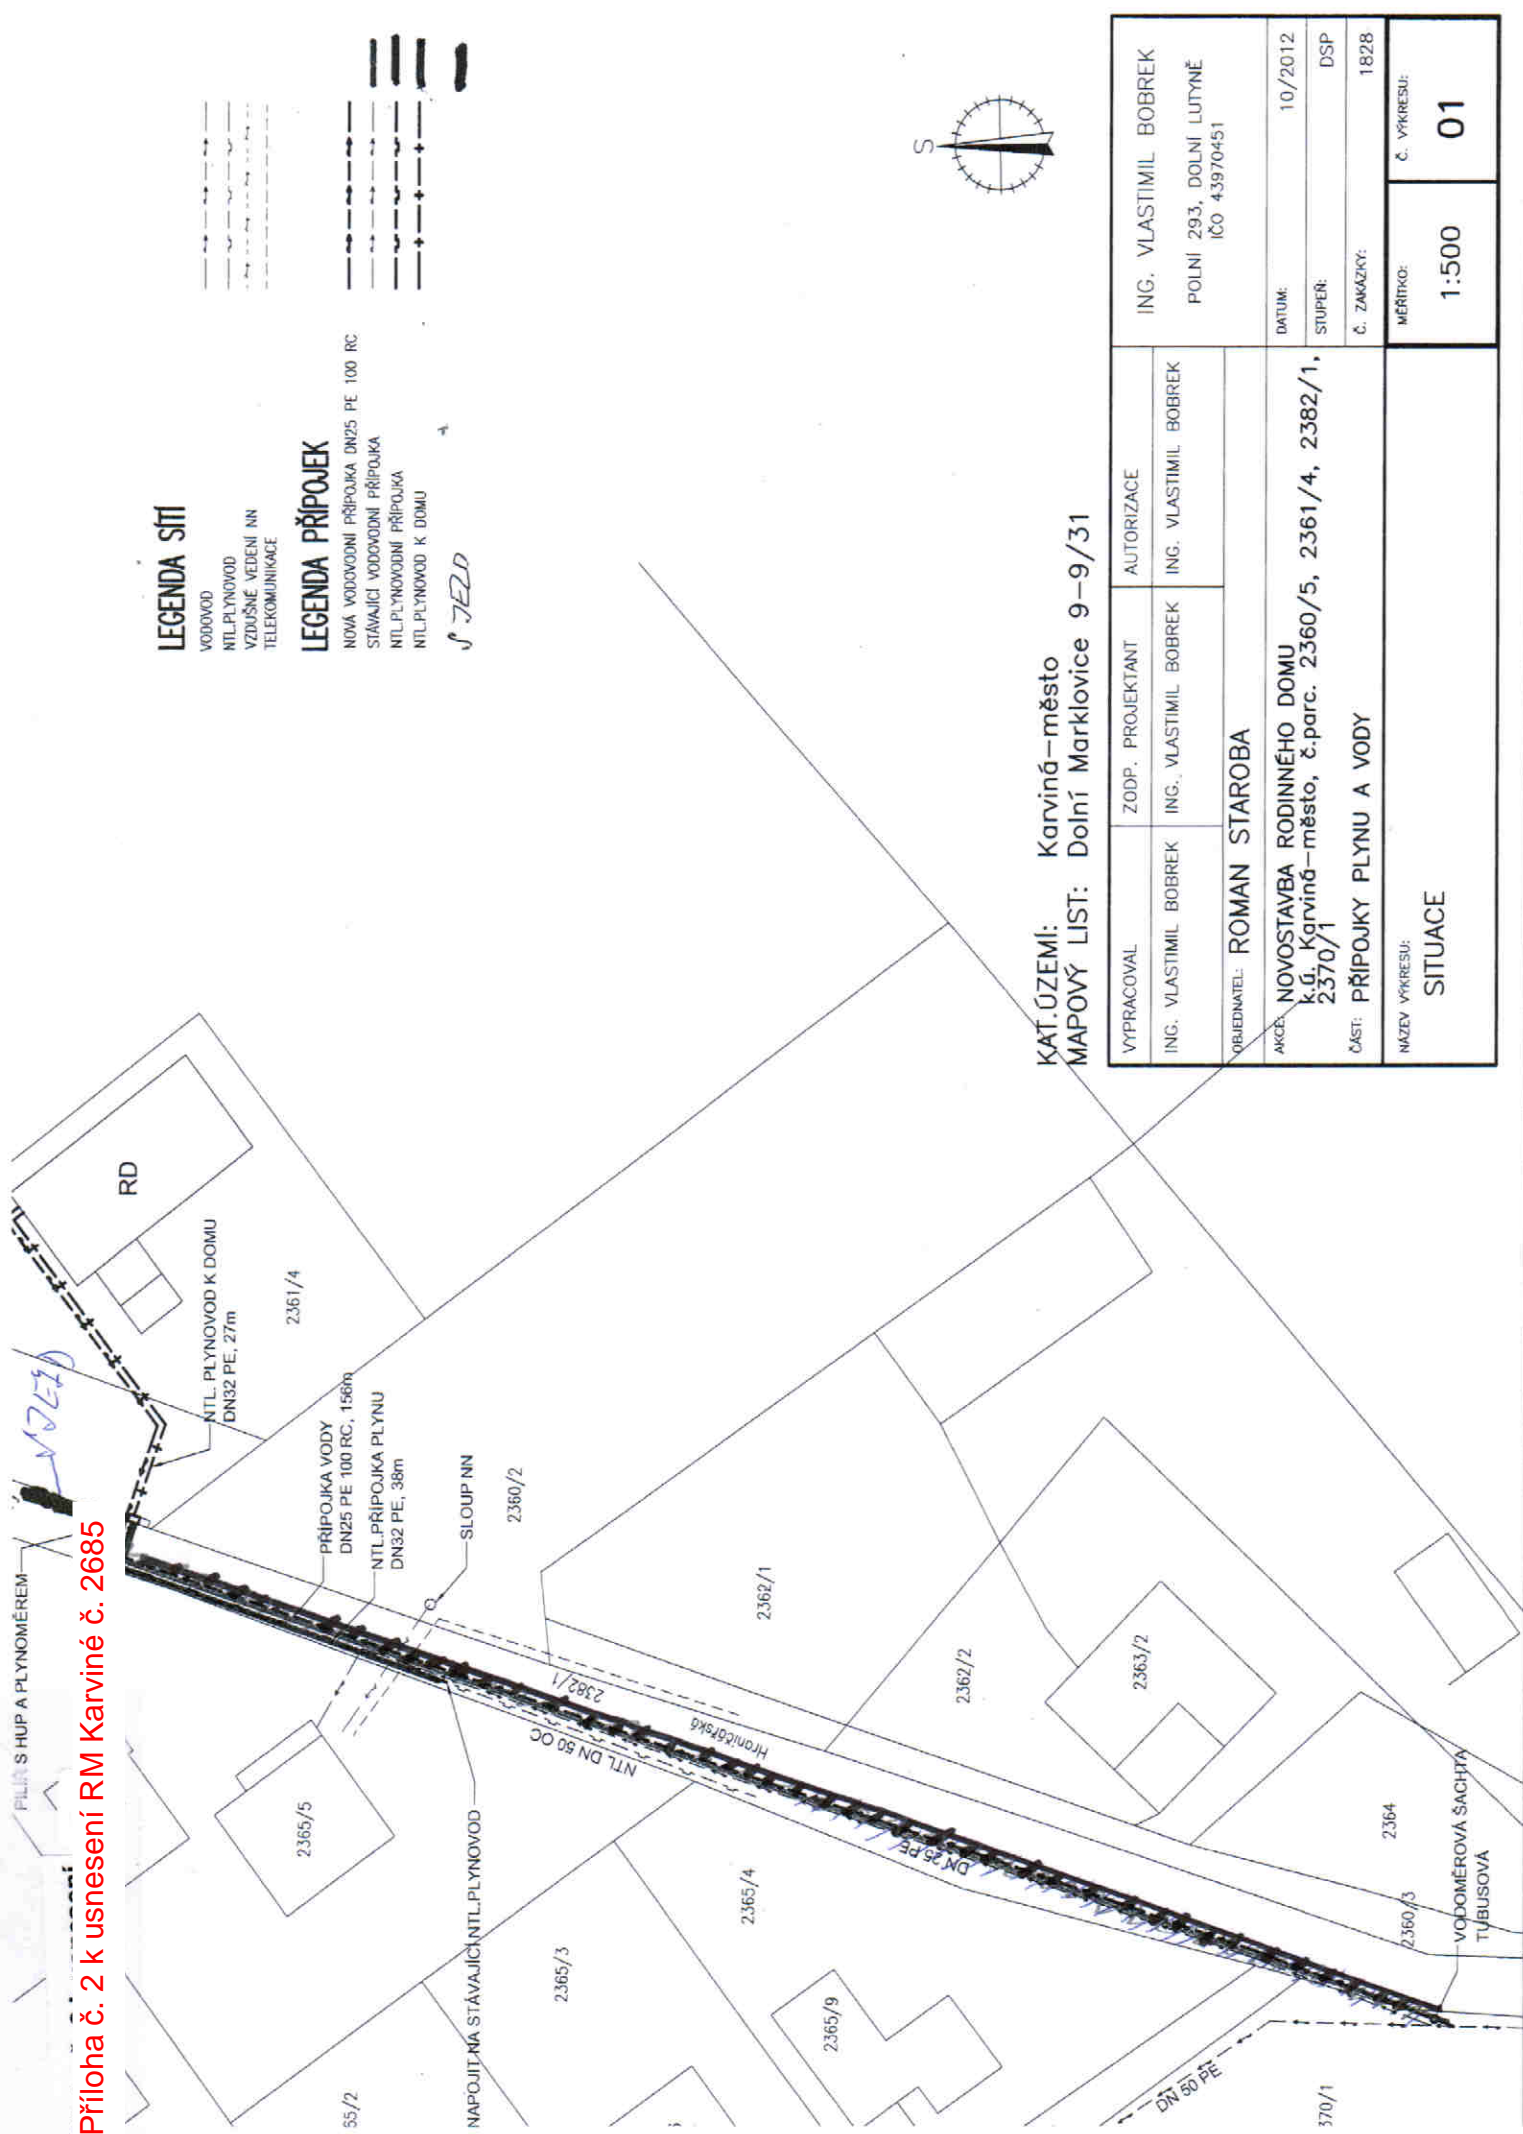 Příloha č. 2 k usnesení RM Karviné č. 2685
LEGENDA SÍTÍ
VODOVOD
NTL.PLYNOVOD
VZDUŠNÉ VEDENÍ NN
TELEKOMUNIKACE
LEGENDA PŘÍPOJEK
NOVÁ VODOVODNÍ PŘÍPOJKA DN25 PE 100 RC
STÁVAJÍCÍ VODOVODNÍ PŘÍPOJKA
NTL.PLYNOVODNÍ PŘÍPOJKA
NTL.PLYNOVOD K DOMU
VJEZD
S
PILÍŘ S HUP A PLYNOMĚREM
VJEZD
RD
NTL. PLYNOVOD K DOMU
DN32 PE, 27m
2361/4
PŘÍPOJKA VODY
DN25 PE 100 RC, 156m
NTL.PŘÍPOJKA PLYNU
DN32 PE, 38m
SLOUP NN
2360/2
2365/5
2382/1
NTL DN 50 OC
Hraničářská
2362/1
2362/2
2363/2
NAPOJIT NA STÁVAJÍCÍ NTL.PLYNOVOD
2365/3
2365/4
DN 25 PE
2365/9
2364
2360/3
VODOMĚROVÁ ŠACHTA
TUBUSOVÁ
DN 50 PE
KAT.ÚZEMÍ: Karviná-město
MAPOVÝ LIST: Dolní Marklovice 9-9/31
VYPRACOVAL
ZODP. PROJEKTANT
AUTORIZACE
ING. VLASTIMIL BOBREK
ING. VLASTIMIL BOBREK
ING. VLASTIMIL BOBREK
ING. VLASTIMIL BOBREK
POLNÍ 293, DOLNÍ LUTYNĚ
IČO 43970451
OBJEDNATEL: ROMAN STAROBA
AKCE: NOVOSTAVBA RODINNÉHO DOMU
k.ú. Karviná-město, č.parc. 2360/5, 2361/4, 2382/1,
2370/1
ČÁST: PŘÍPOJKY PLYNU A VODY
DATUM: 10/2012
STUPEŇ: DSP
Č. ZAKÁZKY: 1828
NÁZEV VÝKRESU:
SITUACE
MĚŘÍTKO:
1:500
Č. VÝKRESU:
01